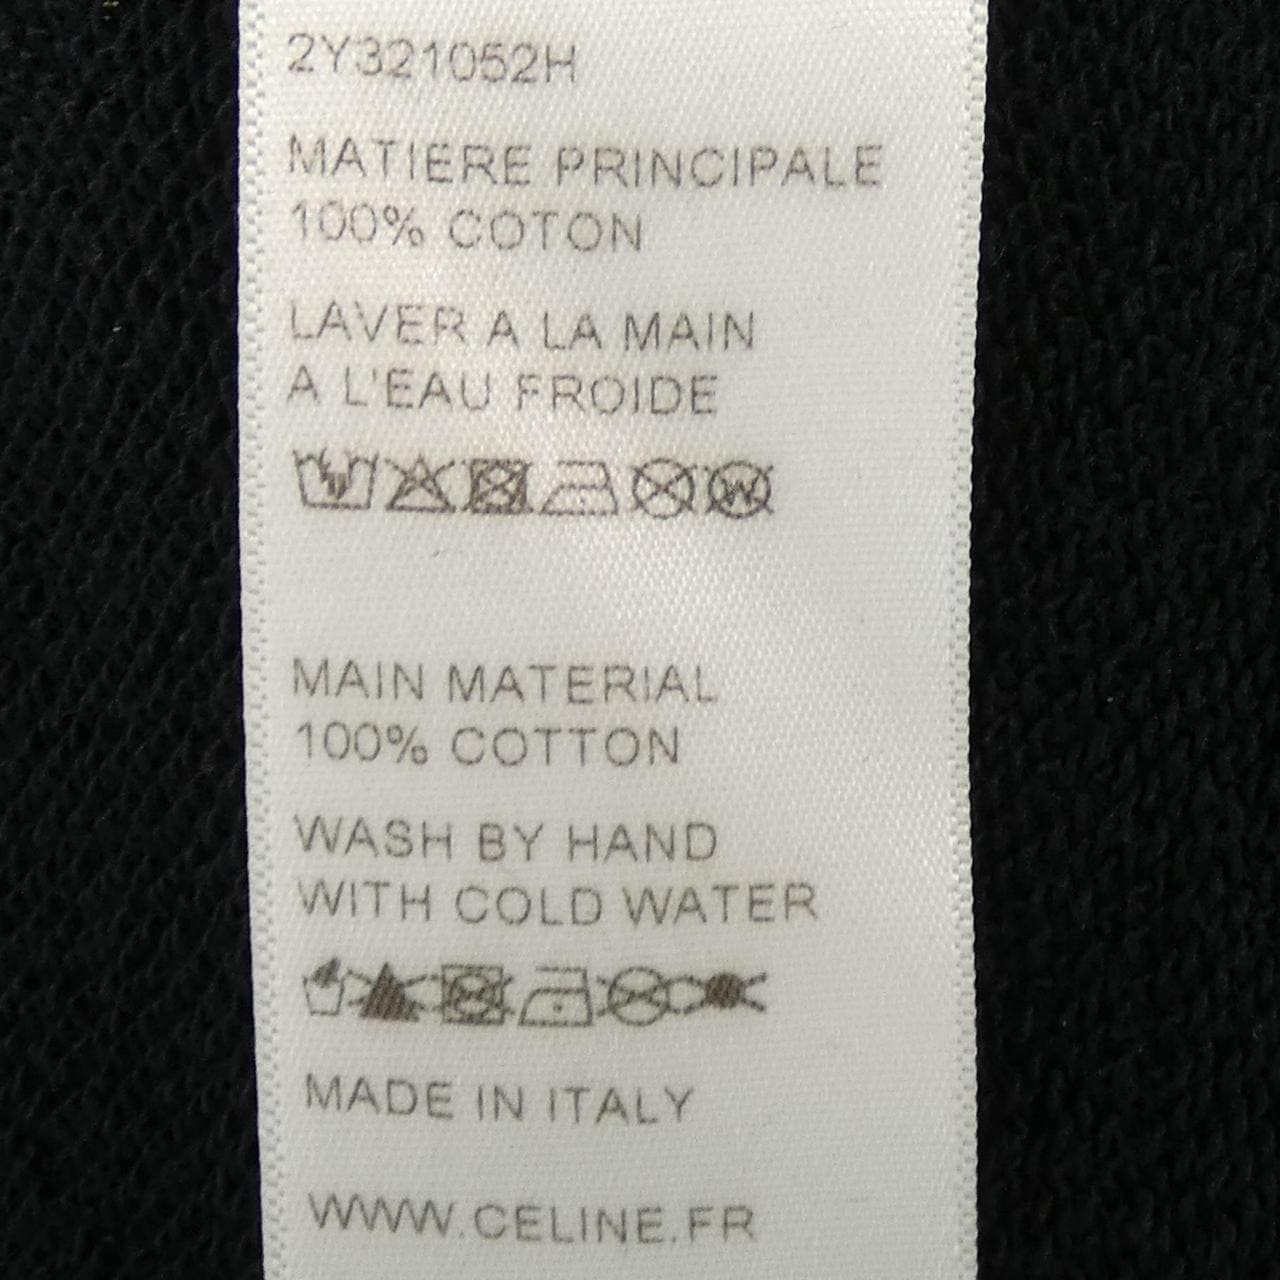 2Y321052H
MATIERE PRINCIPALE
100% COTON
LAVER A LA MAIN
A L'EAU FROIDE
W
MAIN MATERIAL
100% COTTON
WASH BY HAND
WITH COLD WATER
MADE IN ITALY
WWW.CELINE.FR